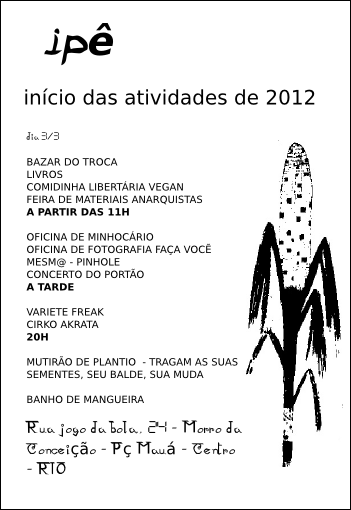 ipê
início das atividades de 2012
dia 3/3
BAZAR DO TROCA
LIVROS
COMIDINHA LIBERTÁRIA VEGAN
FEIRA DE MATERIAIS ANARQUISTAS
A PARTIR DAS 11H
OFICINA DE MINHOCÁRIO
OFICINA DE FOTOGRAFIA FAÇA VOCÊ
MESM@ - PINHOLE
CONCERTO DO PORTÃO
A TARDE
VARIETE FREAK
CIRKO AKRATA
20H
MUTIRÃO DE PLANTIO - TRAGAM AS SUAS
SEMENTES, SEU BALDE, SUA MUDA
BANHO DE MANGUEIRA
Rua jogo da bola, 24 - Morro da
Conceição - Pç Mauá - Centro
- RIO